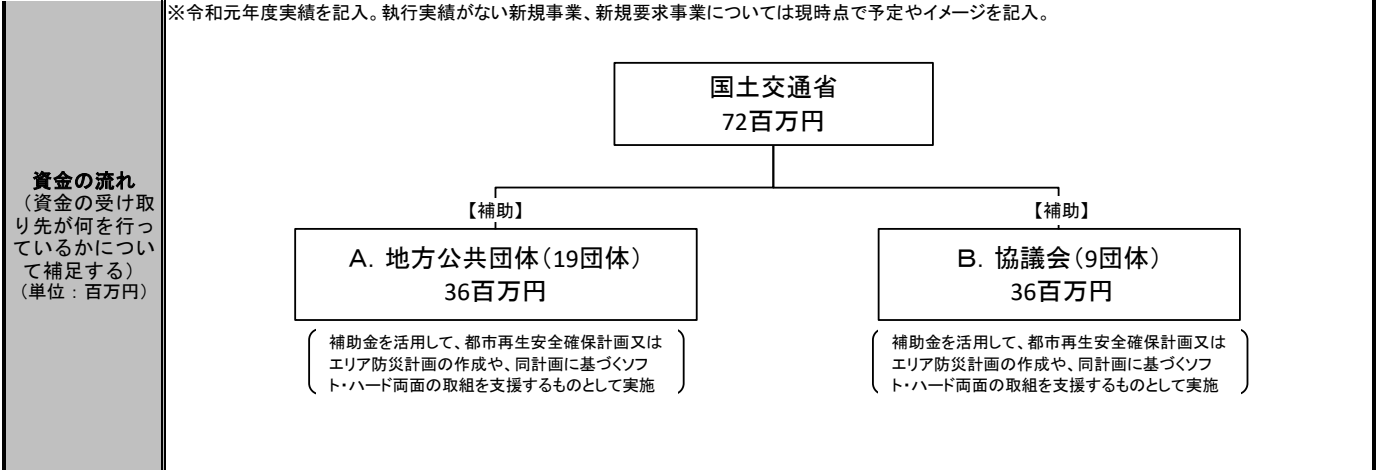 ※令和元年度実績を記入。執行実績がない新規事業、新規要求事業については現時点で予定やイメージを記入。
資金の流れ
（資金の受け取
り先が何を行っ
ているかについ
て補足する）
（単位：百万円）
国土交通省
72百万円
【補助】
【補助】
A. 地方公共団体（19団体）
36百万円
B. 協議会（9団体）
36百万円
補助金を活用して、都市再生安全確保計画又は
エリア防災計画の作成や、同計画に基づくソフ
ト・ハード両面の取組を支援するものとして実施
補助金を活用して、都市再生安全確保計画又は
エリア防災計画の作成や、同計画に基づくソフ
ト・ハード両面の取組を支援するものとして実施